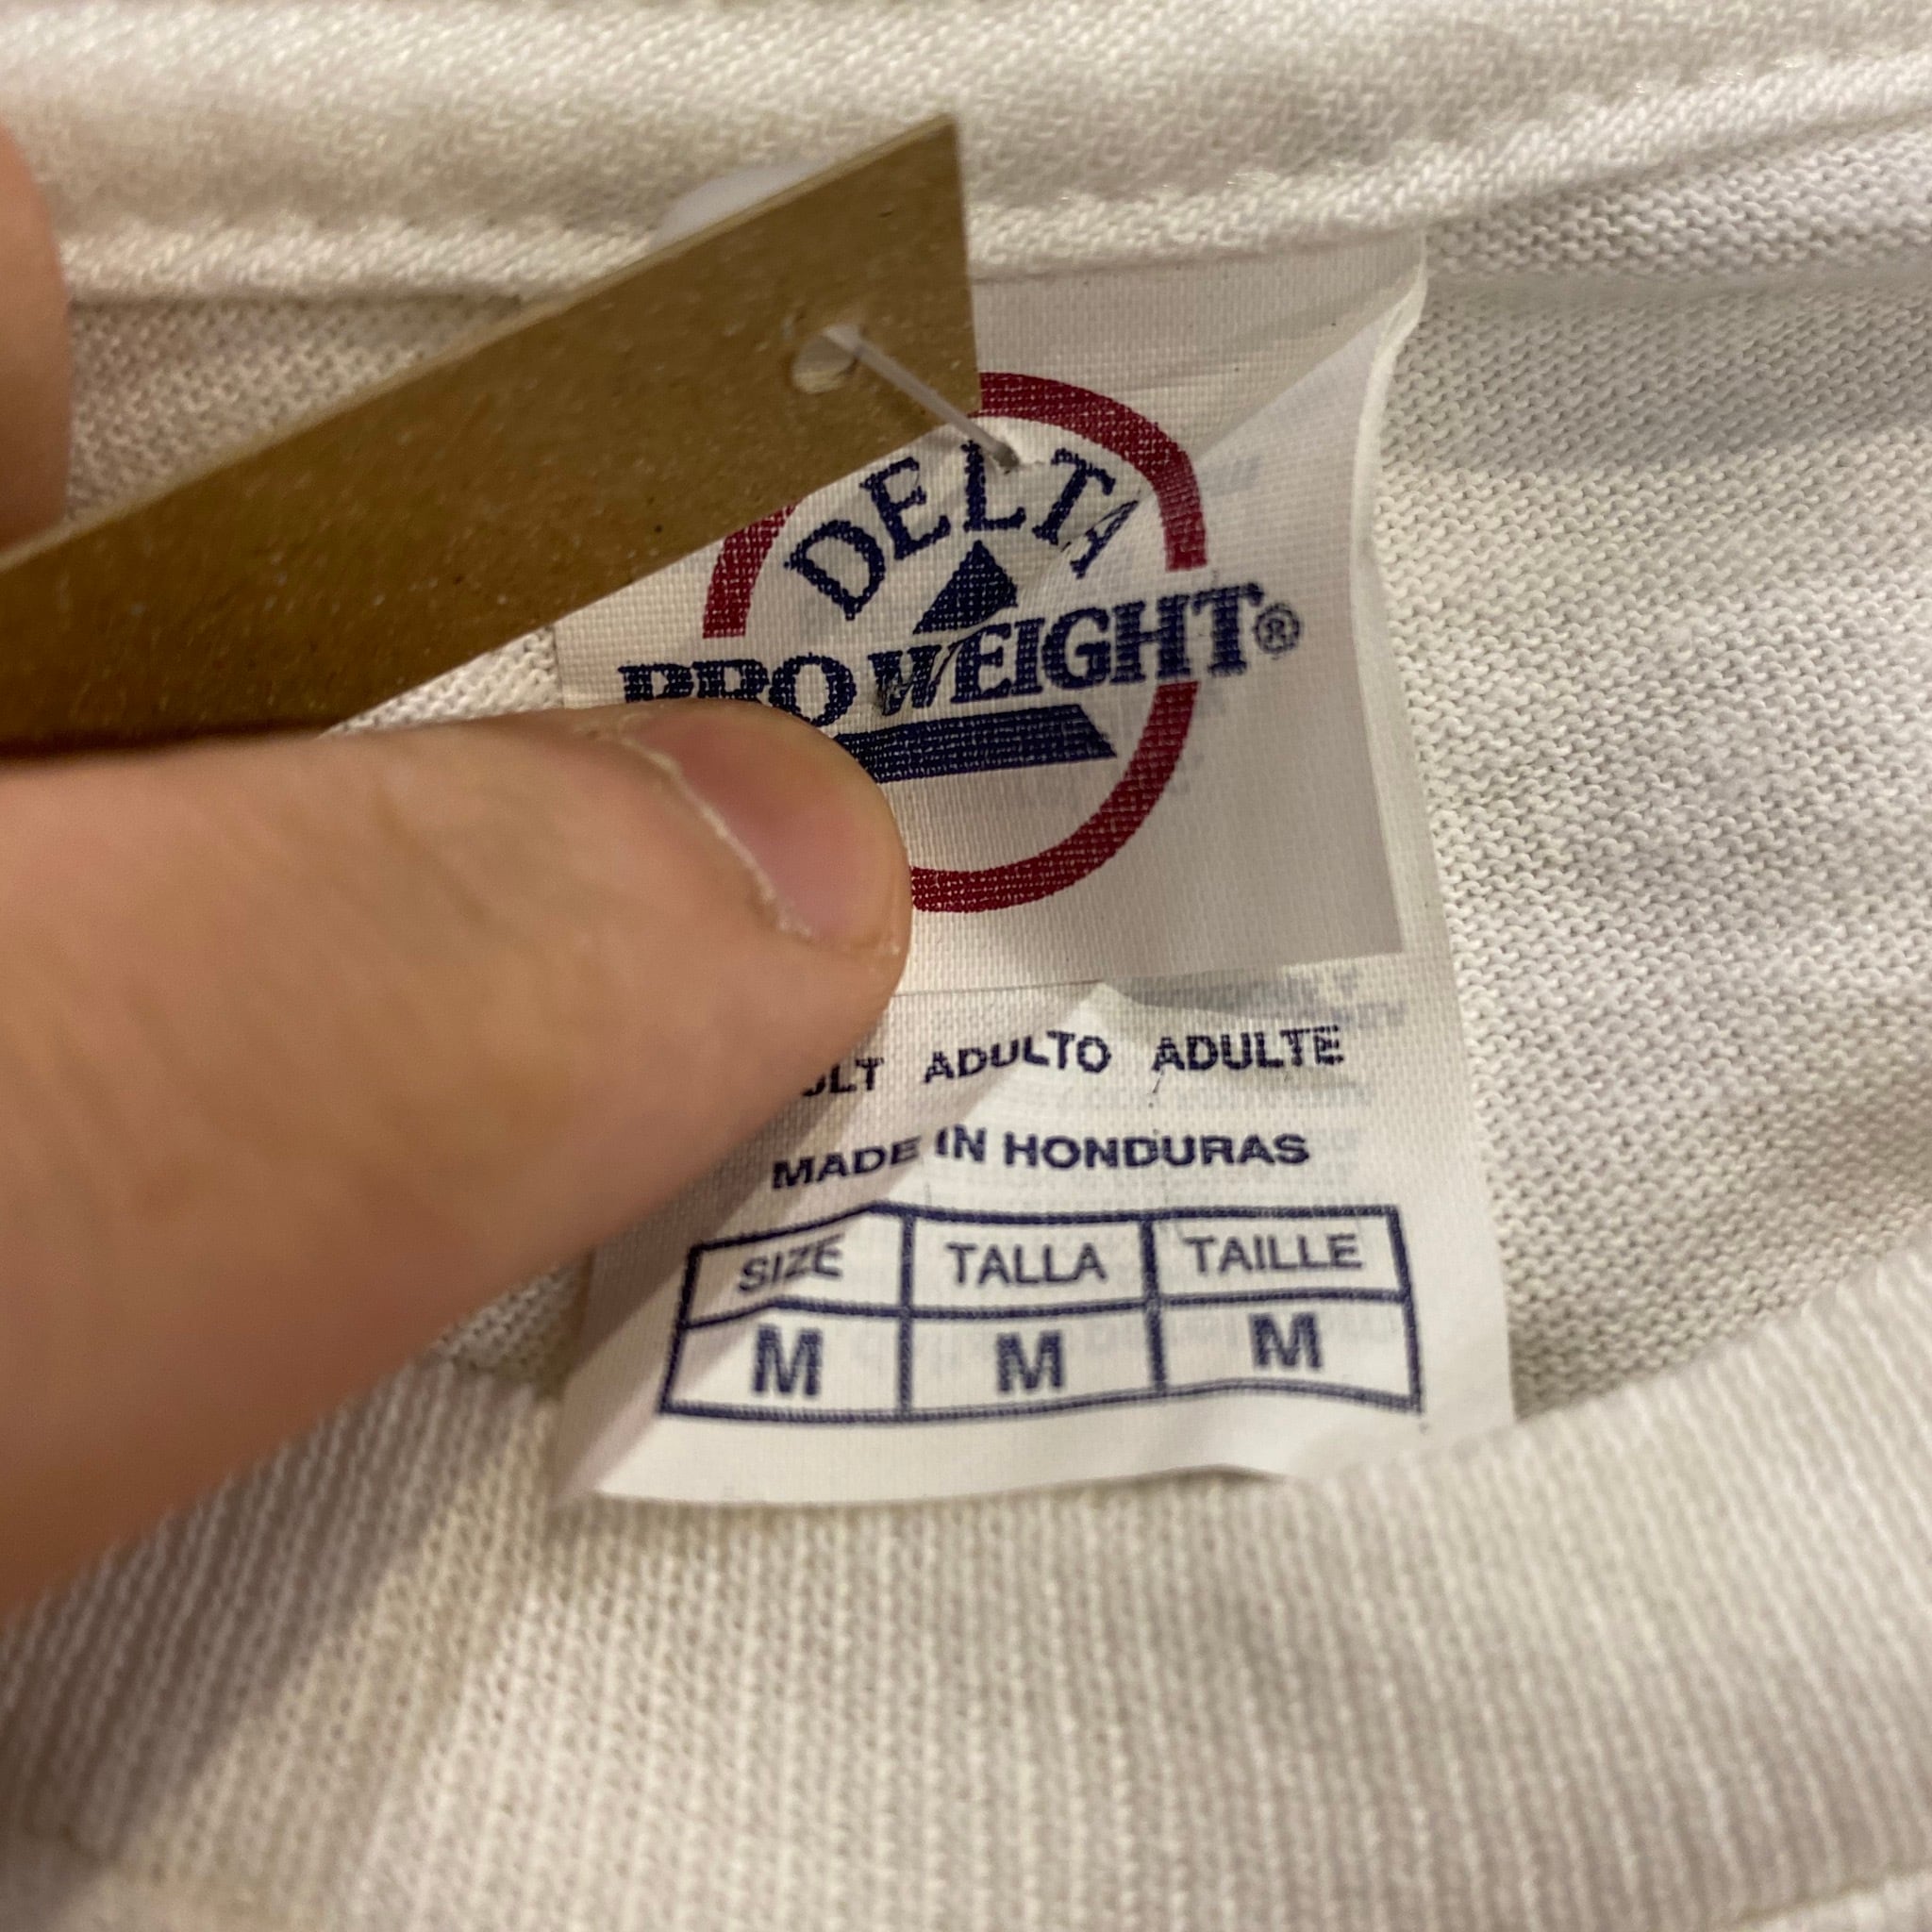 DELTA
PRO WEIGHT®
ADULTO ADULTE
MADE IN HONDURAS
SIZE TALLA TAILLE
M M M